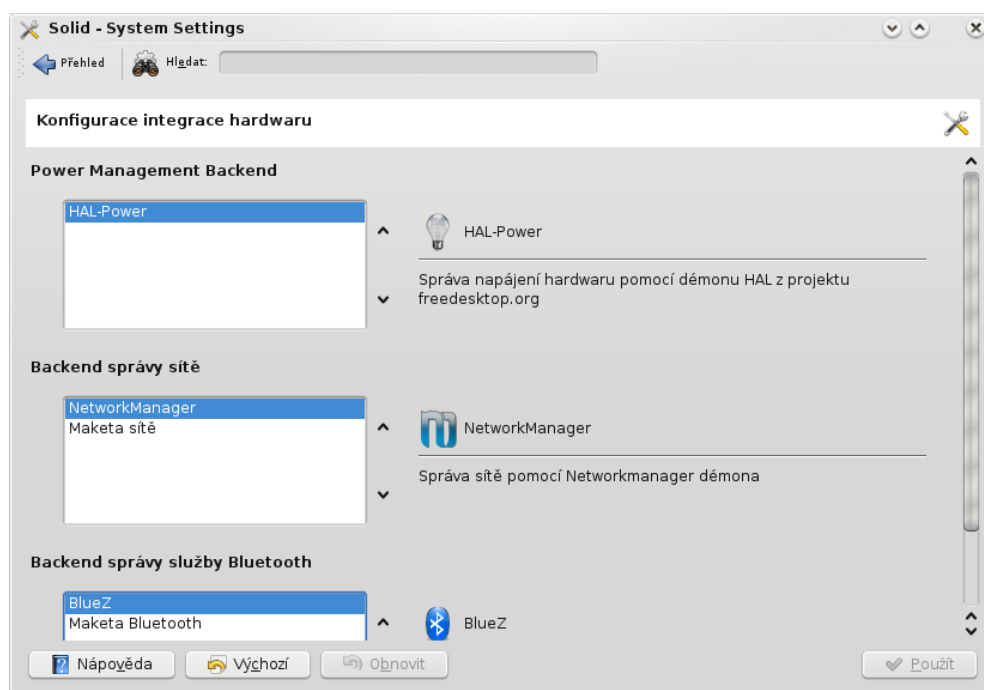 Solid - System Settings
Přehled
Hledat:
Konfigurace integrace hardwaru
Power Management Backend
HAL-Power
HAL-Power
Správa napájení hardwaru pomocí démonu HAL z projektu
freedesktop.org
Backend správy sítě
NetworkManager
Maketa sítě
NetworkManager
Správa sítě pomocí Networkmanager démona
Backend správy služby Bluetooth
BlueZ
Maketa Bluetooth
BlueZ
Nápověda
Výchozí
Obnovit
Použít